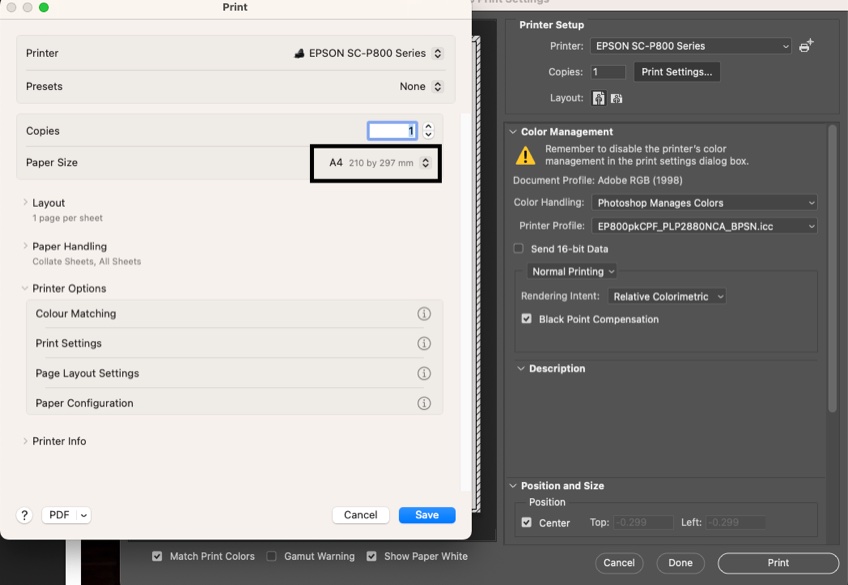 Print
Printer
EPSON SC-P800 Series
Presets
None
Copies
1
Paper Size
A4 210 by 297 mm
Layout
1 page per sheet
Paper Handling
Collate Sheets, All Sheets
Printer Options
Colour Matching
Print Settings
Page Layout Settings
Paper Configuration
Printer Info
?
PDF
Cancel
Save
Print Settings
Printer Setup
Printer: EPSON SC-P800 Series
Copies: 1 Print Settings...
Layout:
Color Management
Remember to disable the printer's color
management in the print settings dialog box.
Document Profile: Adobe RGB (1998)
Color Handling: Photoshop Manages Colors
Printer Profile: EP800pkCPF_PLP2880NCA_BPSN.icc
Send 16-bit Data
Normal Printing
Rendering Intent: Relative Colorimetric
Black Point Compensation
Description
Position and Size
Position
Center Top: -0.299 Left: -0.299
Match Print Colors Gamut Warning Show Paper White
Cancel Done Print